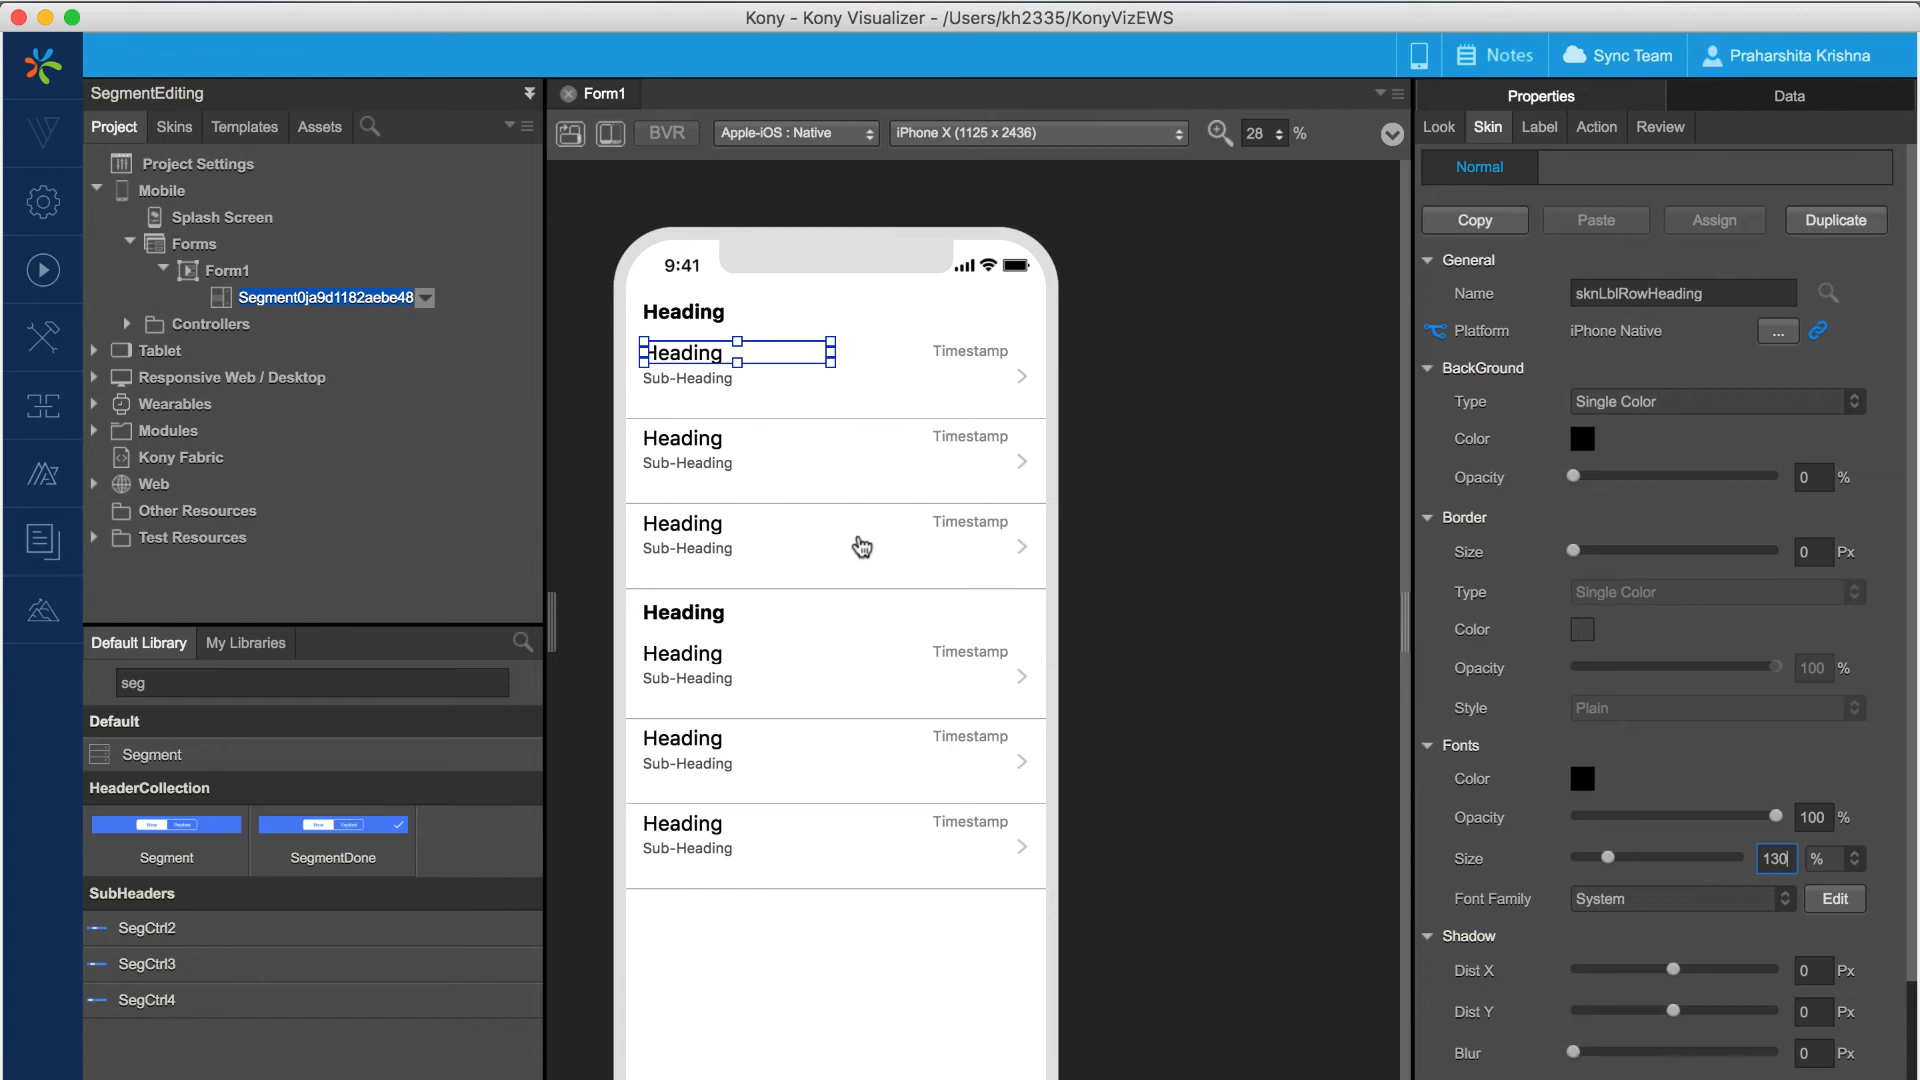 Kony - Kony Visualizer - /Users/kh2335/KonyVizEWS
Notes
Sync Team
Praharshita Krishna
SegmentEditing
Project
Skins
Templates
Assets
Project Settings
Mobile
Splash Screen
Forms
Form1
Segment0ja9d1182aebe48
Controllers
Tablet
Responsive Web / Desktop
Wearables
Modules
Kony Fabric
Web
Other Resources
Test Resources
Default Library
My Libraries
seg
Default
Segment
HeaderCollection
Segment
SegmentDone
SubHeaders
SegCtrl2
SegCtrl3
SegCtrl4
Form1
BVR
Apple-iOS : Native
iPhone X (1125 x 2436)
28 %
9:41
Heading
Heading
Timestamp
Sub-Heading
Heading
Timestamp
Sub-Heading
Heading
Timestamp
Sub-Heading
Heading
Heading
Timestamp
Sub-Heading
Heading
Timestamp
Sub-Heading
Heading
Timestamp
Sub-Heading
Properties
Data
Look
Skin
Label
Action
Review
Normal
Copy
Paste
Assign
Duplicate
General
Name
sknLblRowHeading
Platform
iPhone Native
...
BackGround
Type
Single Color
Color
Opacity
0 %
Border
Size
0 Px
Type
Single Color
Color
Opacity
100 %
Style
Plain
Fonts
Color
Opacity
100 %
Size
130 %
Font Family
System
Edit
Shadow
Dist X
0 Px
Dist Y
0 Px
Blur
0 Px